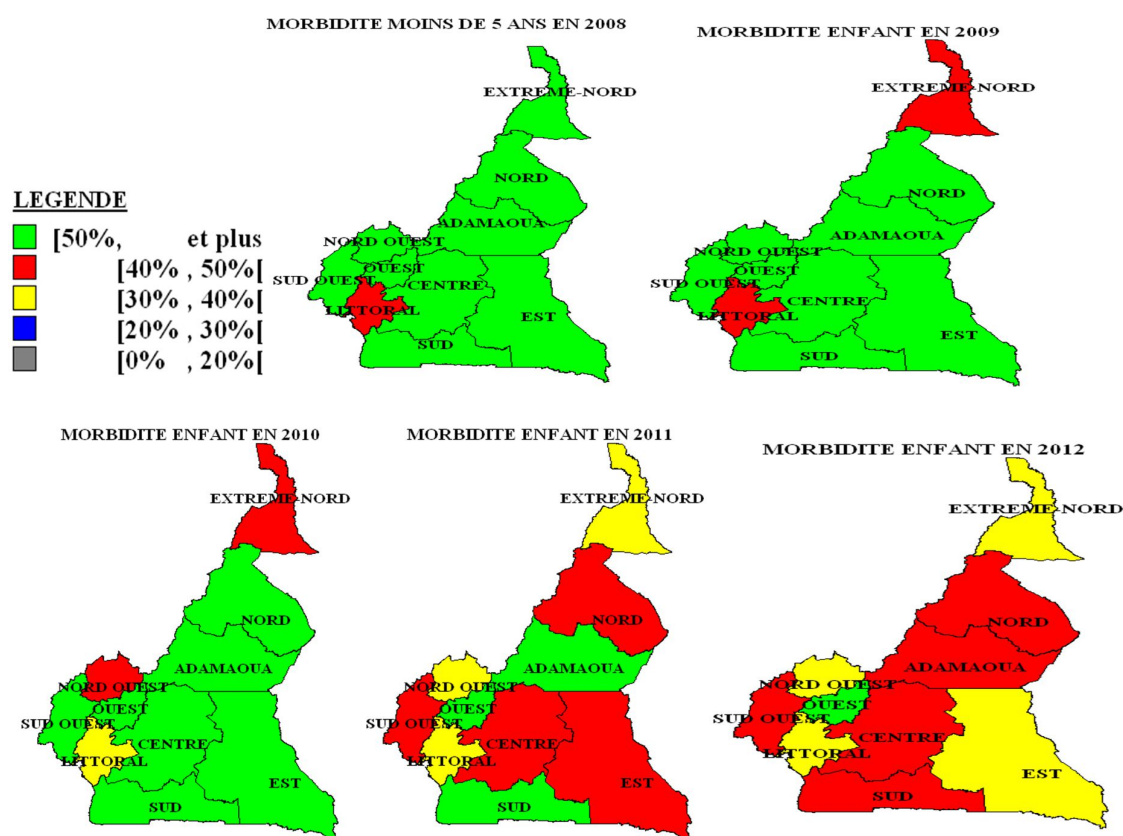 MORBIDITE MOINS DE 5 ANS EN 2008
EXTREME-NORD
NORD
ADAMAOUA
NORD OUEST
OUEST
SUD OUEST
CENTRE
LITTORAL
EST
SUD
MORBIDITE ENFANT EN 2009
EXTREME-NORD
NORD
ADAMAOUA
NORD OUEST
OUEST
SUD OUEST
CENTRE
LITTORAL
EST
SUD
LEGENDE
[50%, et plus
[40% , 50%[
[30% , 40%[
[20% , 30%[
[0% , 20%[
MORBIDITE ENFANT EN 2010
EXTREME-NORD
NORD
ADAMAOUA
NORD OUEST
OUEST
SUD OUEST
CENTRE
LITTORAL
EST
SUD
MORBIDITE ENFANT EN 2011
EXTREME-NORD
NORD
ADAMAOUA
NORD OUEST
OUEST
SUD OUEST
CENTRE
LITTORAL
EST
SUD
MORBIDITE ENFANT EN 2012
EXTREME-NORD
NORD
ADAMAOUA
NORD OUEST
OUEST
SUD OUEST
CENTRE
LITTORAL
EST
SUD